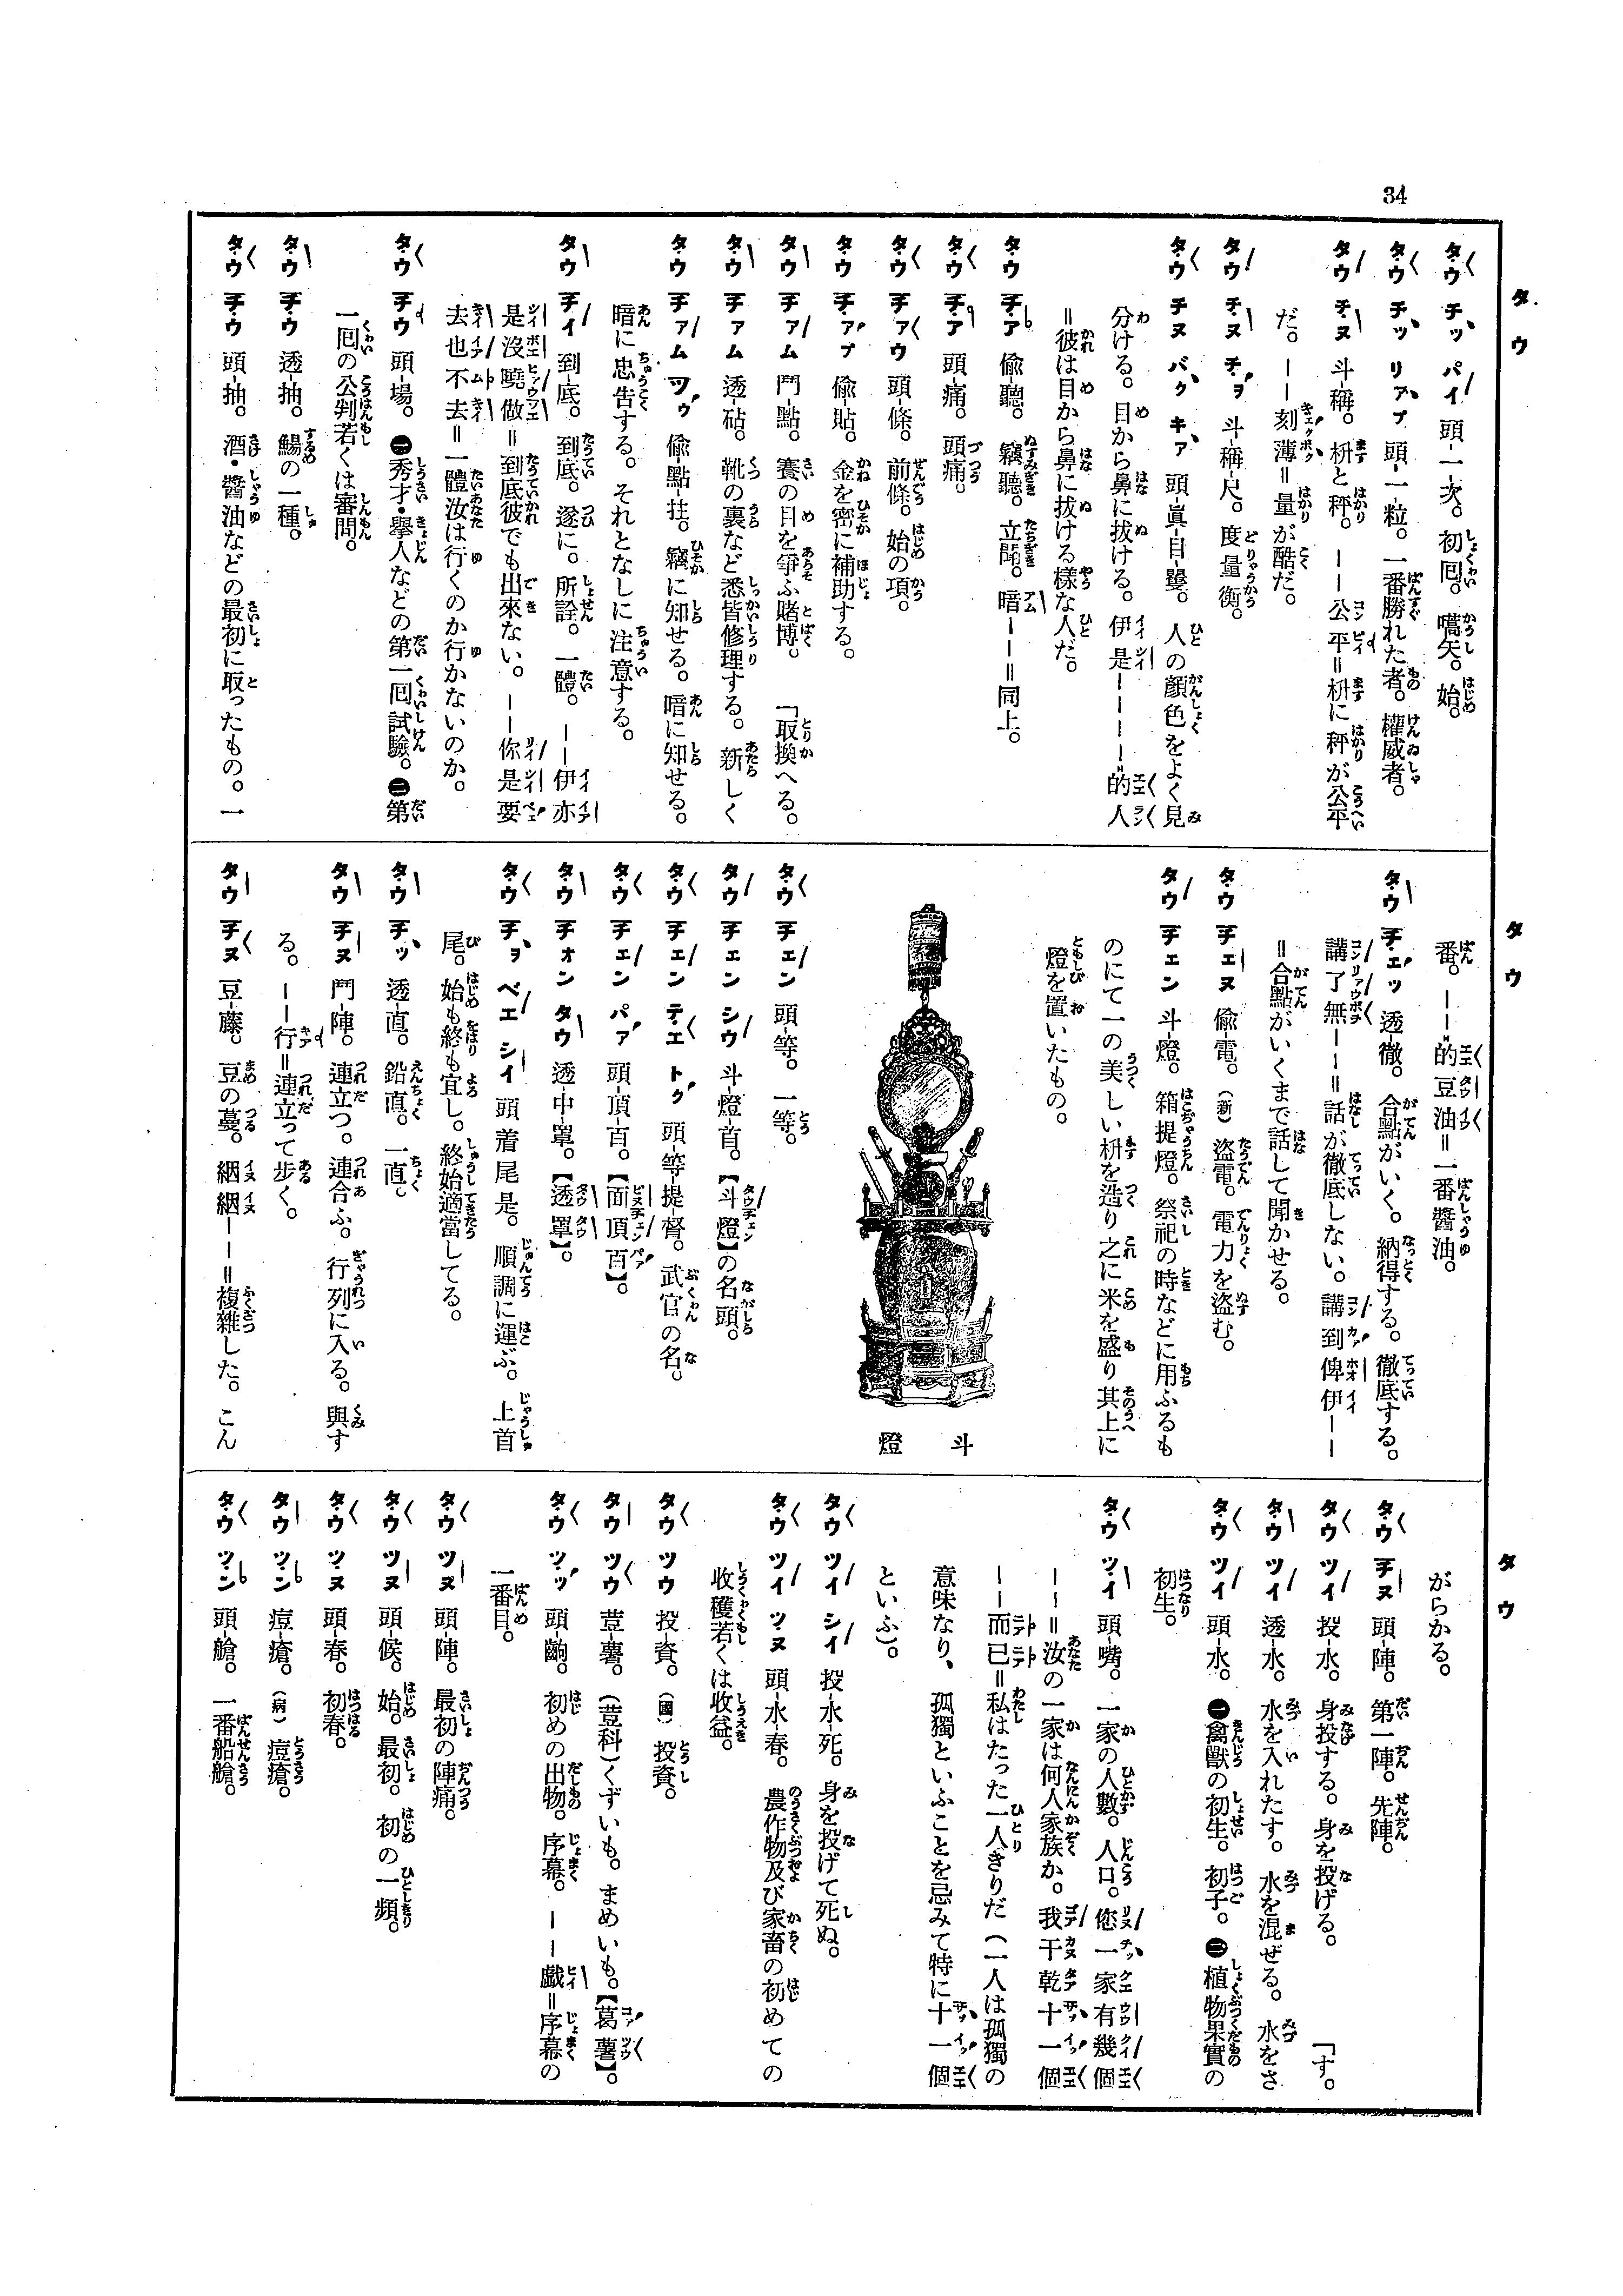 34
タウ
タウ チッ パイ 頭-一-次。初囘。嚆矢。始。
タウ チッ リアプ 頭-一-粒。一番勝れた者。權威者。
タウ チヌ 斗-稱。枡と秤。――公平=枡に秤が公平
だ。――刻薄=量が酷だ。
タウ チヌ チヲ 斗-稱-尺。度量衡。
タウ チヌ バク キァ 頭-眞-目-。人の顏色をよく見
分ける。目から鼻に拔ける。伊是――――的人
=彼は目から鼻に拔ける樣な人だ。
タウ チア 偸-聽。竊聽。立聞。暗――=同上。
タウ チア 頭-痛。頭痛。
タウ チァウ 頭-條。前條。始の項。
タウ チァプ 偸-貼。金を密に補助する。
タウ チァム 鬥-點。賽の目を爭ふ賭博。「取換へる。
タウ チァム 透-砧。靴の裏など悉皆修理する。新しく
タウ チァム ツゥ 偸-點-拄。竊に知せる。暗に知せる。
暗に忠告する。それとなしに注意する。
タウ チイ 到-底。到底。遂に。所詮。一體。――伊亦
是沒曉做=到底彼でも出來ない。――你是要
去也不去=一體汝は行くのか行かないのか。
タウ チウ 頭-場。㊀秀才・擧人などの第一囘試驗。㊁第
一囘の公判若くは審問。
タウ チウ 透-抽。鯣の一種。
タウ チウ 頭-抽。酒・醬油などの最初に取ったもの。一
タウ
番。――的豆油=一番醬油。
タウ チェッ 透-徹。合點がいく。納得する。徹底する。
講了無――=話が徹底しない。講到俾伊――
=合點がいくまで話して聞かせる。
タウ チェヌ 偸-電。(新)盜電。電力を盜む。
タウ チェン 斗-燈。箱提燈。祭祀の時などに用ふるも
のにて一の美しい枡を造り之に米を盛り其上に
燈を置いたもの。
斗燈
タウ チェン 頭-等。一等。
タウ チェン シウ 斗-燈-首。【斗燈】の名頭。
タウ チェン テエ トク 頭-等-提-督。武官の名。
タウ チェン パァ 頭-頂-百。【面頂百】。
タウ チォン タウ 透-中-罩。【透罩】。
タウ チヲ ベエ シイ 頭着尾是。順調に運ぶ。上首
尾。始も終も宜し。終始適當してる。
タウ チッ 透-直。鉛直。一直。
タウ チヌ 鬥-陣。連立つ。連合ふ。行列に入る。與す
る。――行=連立って步く。
タウ チヌ 豆-藤。豆の蔓。絪絪――=複雜した。こん
タウ
がらかる。
タウ チヌ 頭-陣。第一陣。先陣。
タウ ツイ 投-水。身投する。身を投げる。「す。
タウ ツイ 透-水。水を入れたす。水を混ぜる。水をさ
タウ ツイ 頭-水。㊀禽獸の初生。初子。㊁植物果實の
初生。
タウ ツイ 頭-嘴。一家の人數。人口。您一家有幾個
――=汝の一家は何人家族か。我干乾十一個
――而已=私はたった一人きりだ(一人は孤獨の
意味なり、孤獨といふことを忌みて特に十一個
といふ)。
タウ ツイ シイ 投-水-死。身を投げて死ぬ。
タウ ツイ ツヌ 頭-水-春。農作物及び家畜の初めての
收穫若くは收益。
タウ ツウ 投-資。(國)投資。
タウ ツウ 荳-薯。(荳科)くずいも。まめいも。【葛薯】。
タウ ツッ 頭-齣。初めの出物。序幕。――戲=序幕の
一番目。
タウ ツヌ 頭-陣。最初の陣痛。
タウ ツヌ 頭-候。始。最初。初の一頻。
タウ ツヌ 頭-春。初春。
タウ ツン 痘-瘡。(病)痘瘡。
タウ ツン 頭-艙。一番船艙。